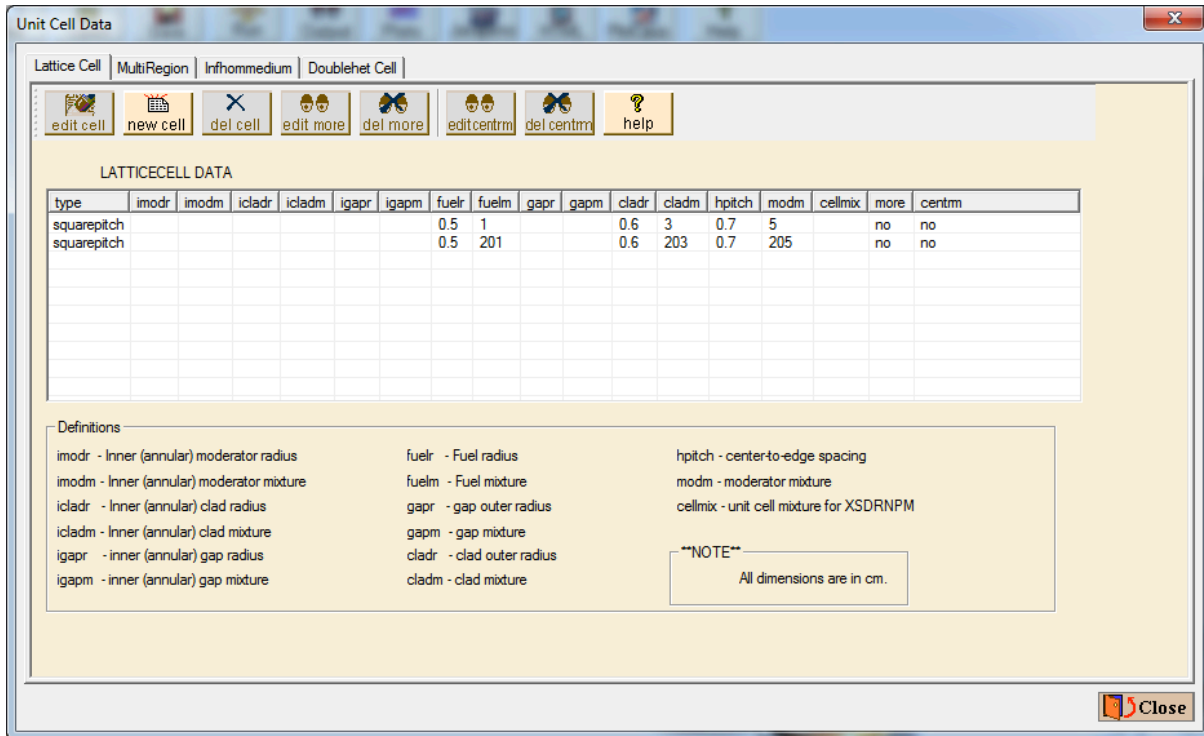 Unit Cell Data
Lattice Cell MultiRegion Infhommedium Doublehet Cell
edit cell new cell del cell edit more del more editcentrm del centrm help
LATTICECELL DATA
type imodr imodm icladr icladm igapr igapm fuelr fuelm gapr gapm cladr cladm hpitch modm cellmix more centrm
squarepitch 0.5 1 0.6 3 0.7 5 no no
squarepitch 0.5 201 0.6 203 0.7 205 no no
Definitions
imodr - Inner (annular) moderator radius fuelr - Fuel radius hpitch - center-to-edge spacing
imodm - Inner (annular) moderator mixture fuelm - Fuel mixture modm - moderator mixture
icladr - Inner (annular) clad radius gapr - gap outer radius cellmix - unit cell mixture for XSDRNPM
icladm - Inner (annular) clad mixture gapm - gap mixture
igapr - inner (annular) gap radius cladr - clad outer radius **NOTE**
igapm - inner (annular) gap mixture cladm - clad mixture All dimensions are in cm.
Close